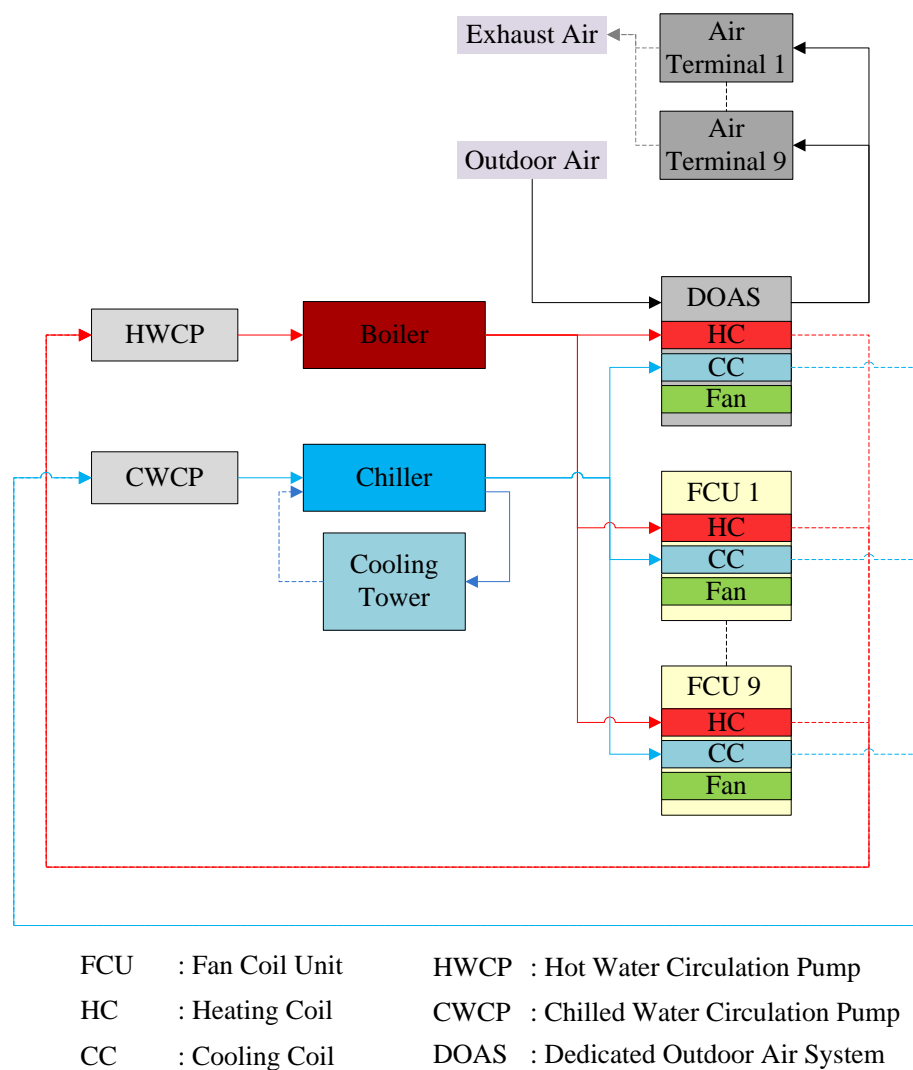 Exhaust Air
Air
Terminal 1
Air
Terminal 9
Outdoor Air
DOAS
HWCP
Boiler
HC
CC
Fan
CWCP
Chiller
FCU 1
HC
CC
Fan
Cooling
Tower
FCU 9
HC
CC
Fan
FCU : Fan Coil Unit
HWCP : Hot Water Circulation Pump
HC : Heating Coil
CWCP : Chilled Water Circulation Pump
CC : Cooling Coil
DOAS : Dedicated Outdoor Air System